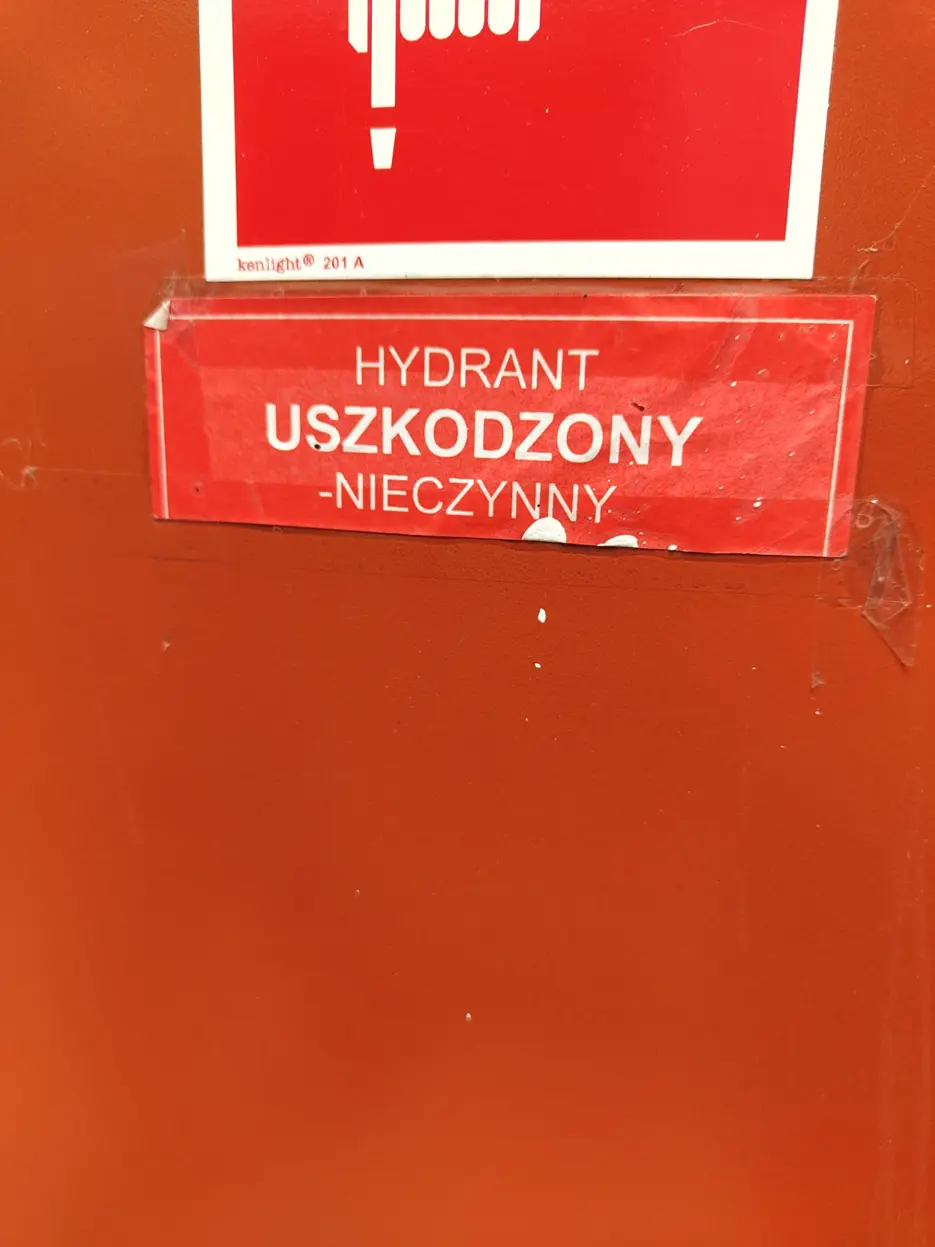 kenlight® 201 A
HYDRANT
USZKODZONY
-NIECZYNNY